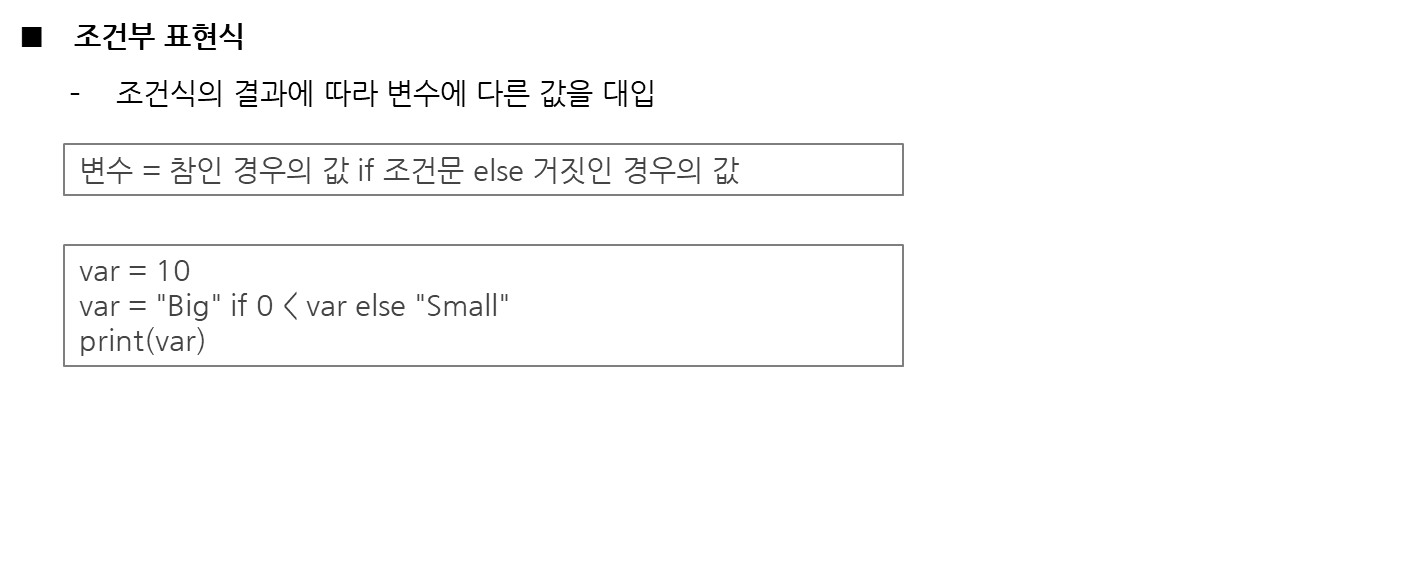 ■ 조건부 표현식
- 조건식의 결과에 따라 변수에 다른 값을 대입
변수 = 참인 경우의 값 if 조건문 else 거짓인 경우의 값
var = 10
var = "Big" if 0 < var else "Small"
print(var)